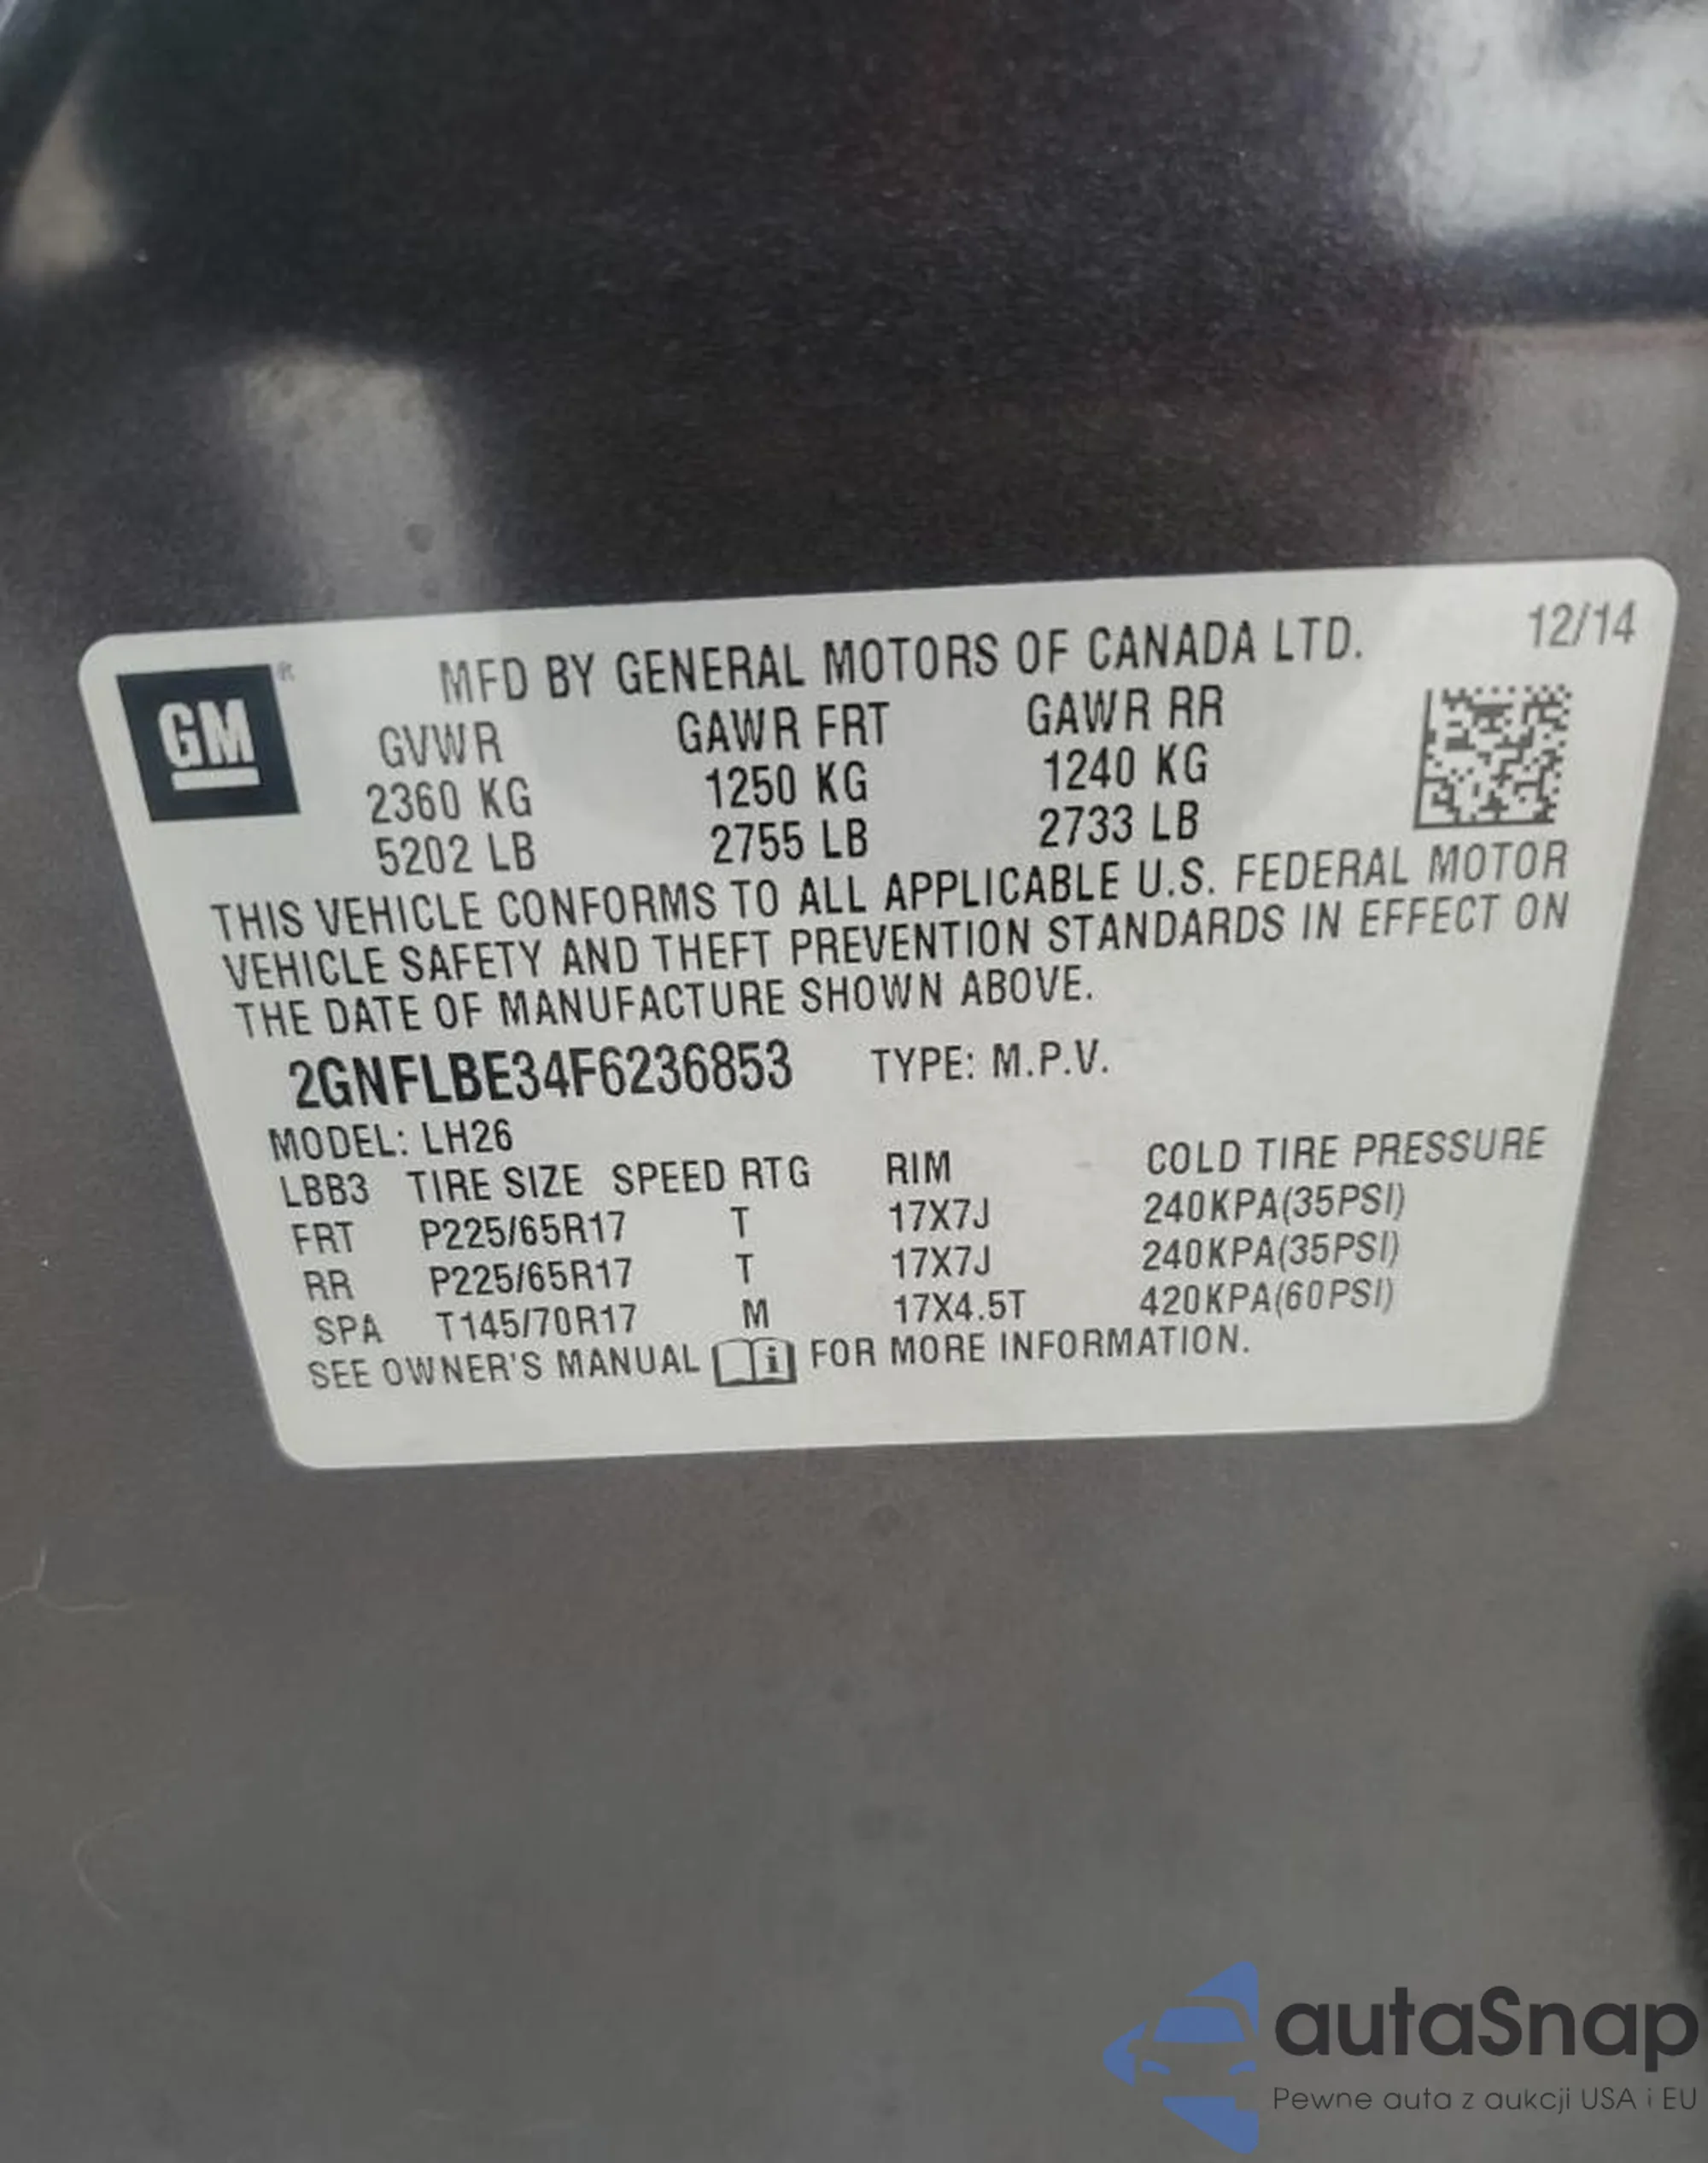 GM ®
MFD BY GENERAL MOTORS OF CANADA LTD. 12/14
GVWR GAWR FRT GAWR RR
2360 KG 1250 KG 1240 KG
5202 LB 2755 LB 2733 LB
THIS VEHICLE CONFORMS TO ALL APPLICABLE U.S. FEDERAL MOTOR
VEHICLE SAFETY AND THEFT PREVENTION STANDARDS IN EFFECT ON
THE DATE OF MANUFACTURE SHOWN ABOVE.
2GNFLBE34F6236853 TYPE: M.P.V.
MODEL: LH26
LBB3 TIRE SIZE SPEED RTG RIM COLD TIRE PRESSURE
FRT P225/65R17 T 17X7J 240KPA(35PSI)
RR P225/65R17 T 17X7J 240KPA(35PSI)
SPA T145/70R17 M 17X4.5T 420KPA(60PSI)
SEE OWNER'S MANUAL i FOR MORE INFORMATION.
autaSnap
Pewne auta z aukcji USA i EU